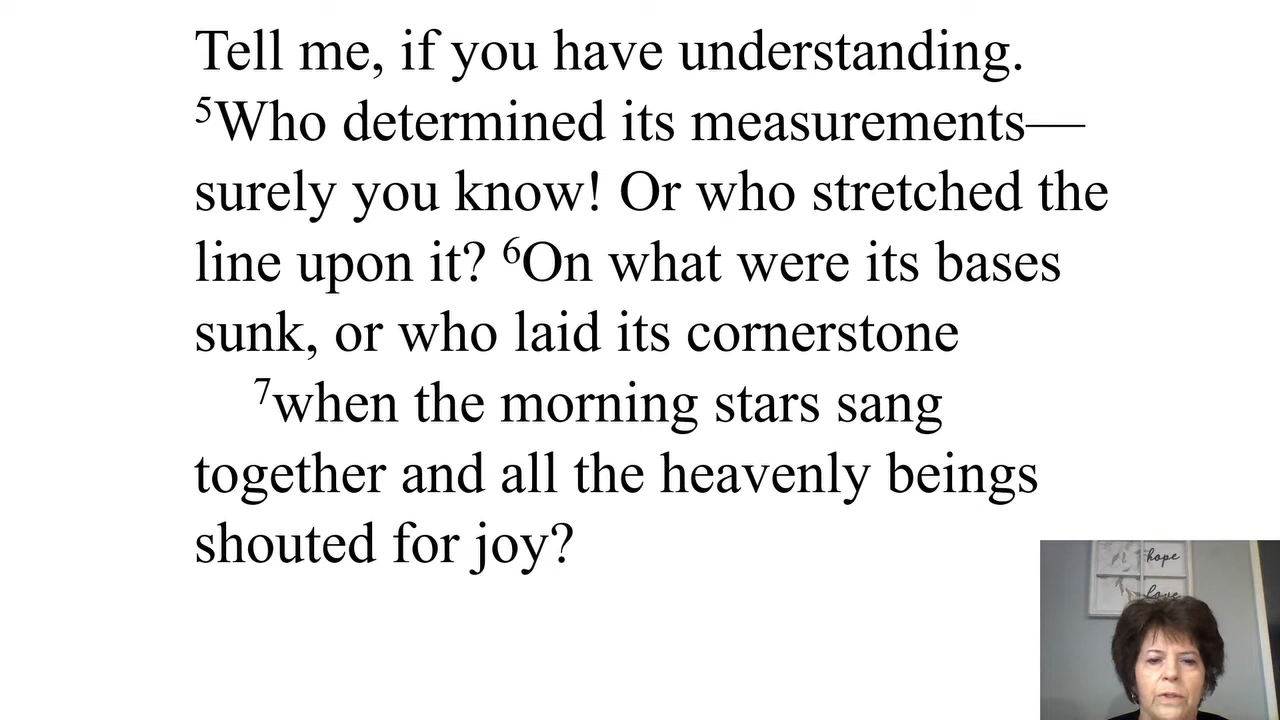 Tell me, if you have understanding.
⁵Who determined its measurements—
surely you know! Or who stretched the
line upon it? ⁶On what were its bases
sunk, or who laid its cornerstone
⁷when the morning stars sang
together and all the heavenly beings
shouted for joy?
hope
love